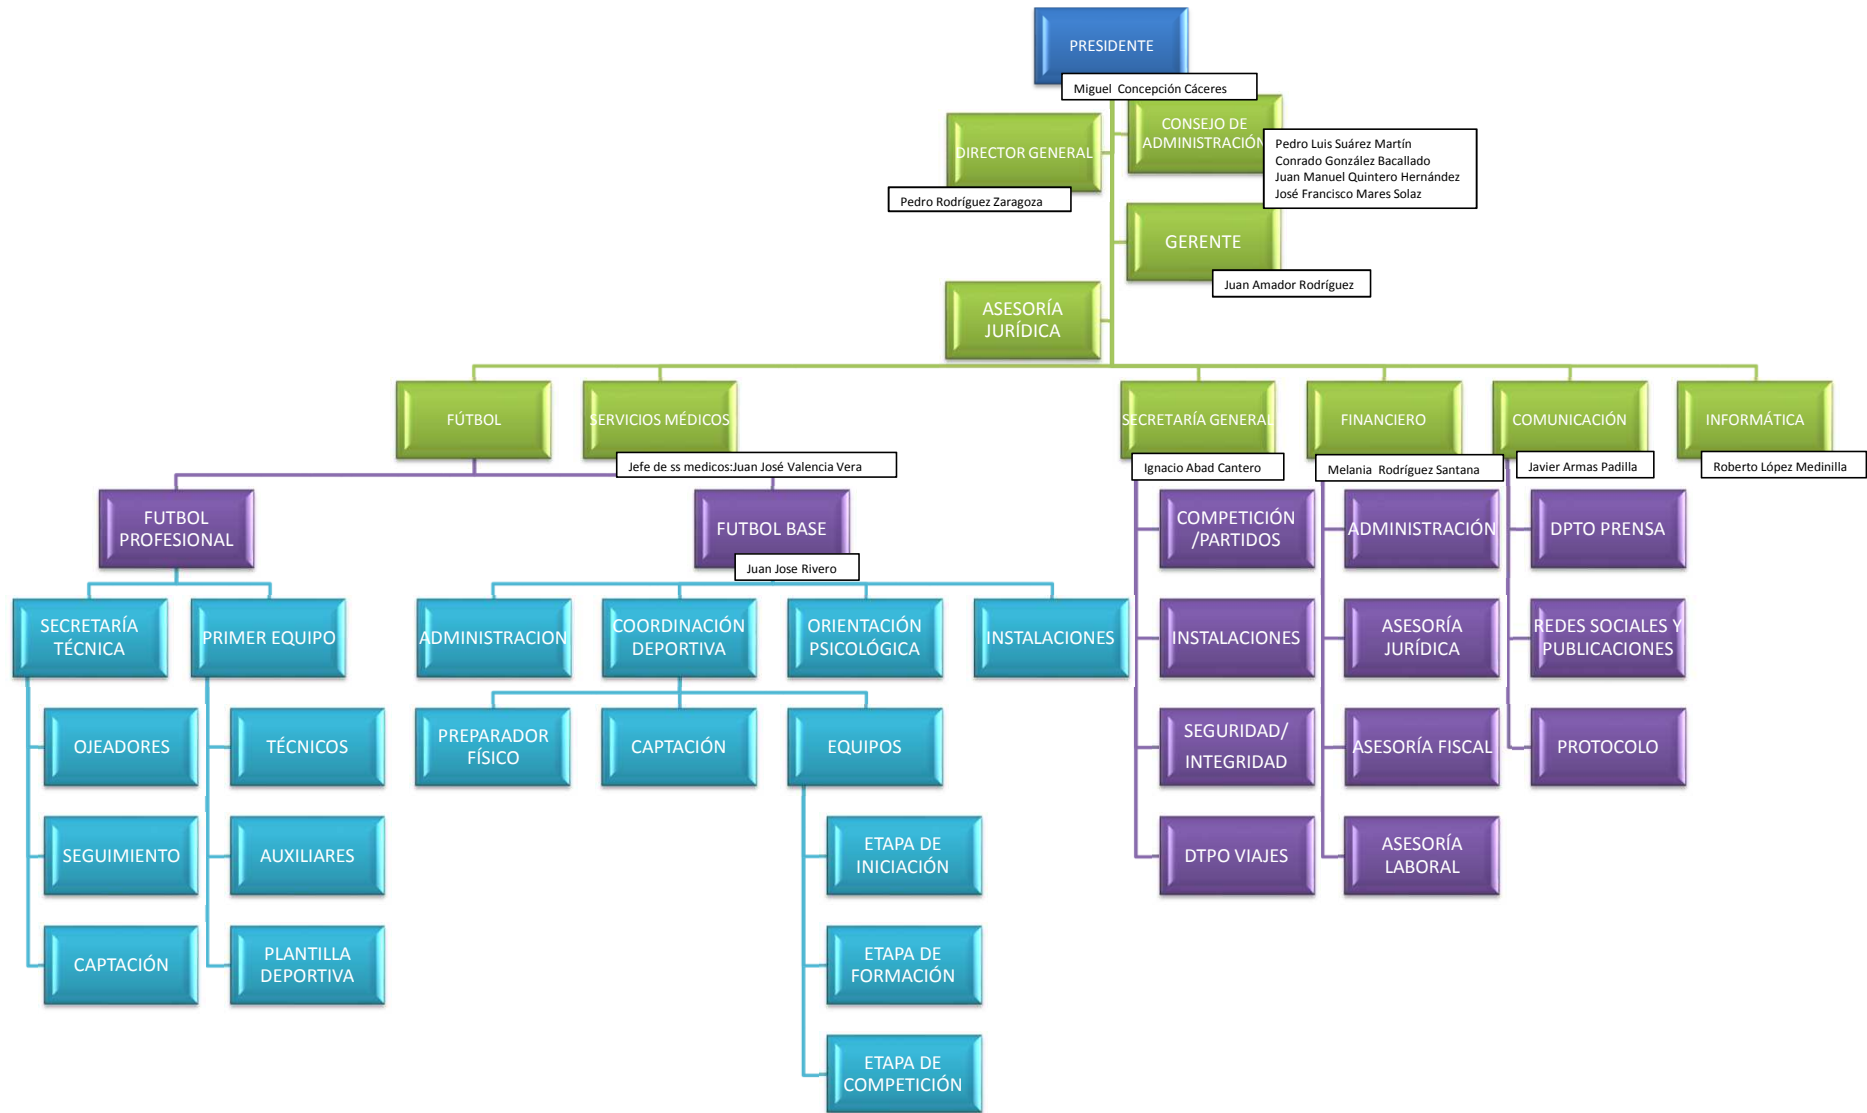 PRESIDENTE
Miguel  Concepción Cáceres
CONSEJO DE
ADMINISTRACIÓN
Pedro Luis Suárez Martín
Conrado González Bacallado
Juan Manuel Quintero Hernández
José Francisco Mares Solaz
DIRECTOR GENERAL
Pedro Rodríguez Zaragoza
GERENTE
Juan Amador Rodríguez
ASESORÍA
JURÍDICA
FÚTBOL
SERVICIOS MÉDICOS
SECRETARÍA GENERAL
FINANCIERO
COMUNICACIÓN
INFORMÁTICA
Jefe de ss medicos:Juan José Valencia Vera
Ignacio Abad Cantero
Melania  Rodríguez Santana
Javier Armas Padilla
Roberto López Medinilla
FUTBOL
PROFESIONAL
FUTBOL BASE
Juan Jose Rivero
COMPETICIÓN
/PARTIDOS
ADMINISTRACIÓN
DPTO PRENSA
SECRETARÍA
TÉCNICA
PRIMER EQUIPO
ADMINISTRACION
COORDINACIÓN
DEPORTIVA
ORIENTACIÓN
PSICOLÓGICA
INSTALACIONES
INSTALACIONES
ASESORÍA
JURÍDICA
REDES SOCIALES Y
PUBLICACIONES
OJEADORES
TÉCNICOS
PREPARADOR
FÍSICO
CAPTACIÓN
EQUIPOS
SEGURIDAD/
INTEGRIDAD
ASESORÍA FISCAL
PROTOCOLO
SEGUIMIENTO
AUXILIARES
ETAPA DE
INICIACIÓN
DTPO VIAJES
ASESORÍA
LABORAL
CAPTACIÓN
PLANTILLA
DEPORTIVA
ETAPA DE
FORMACIÓN
ETAPA DE
COMPETICIÓN